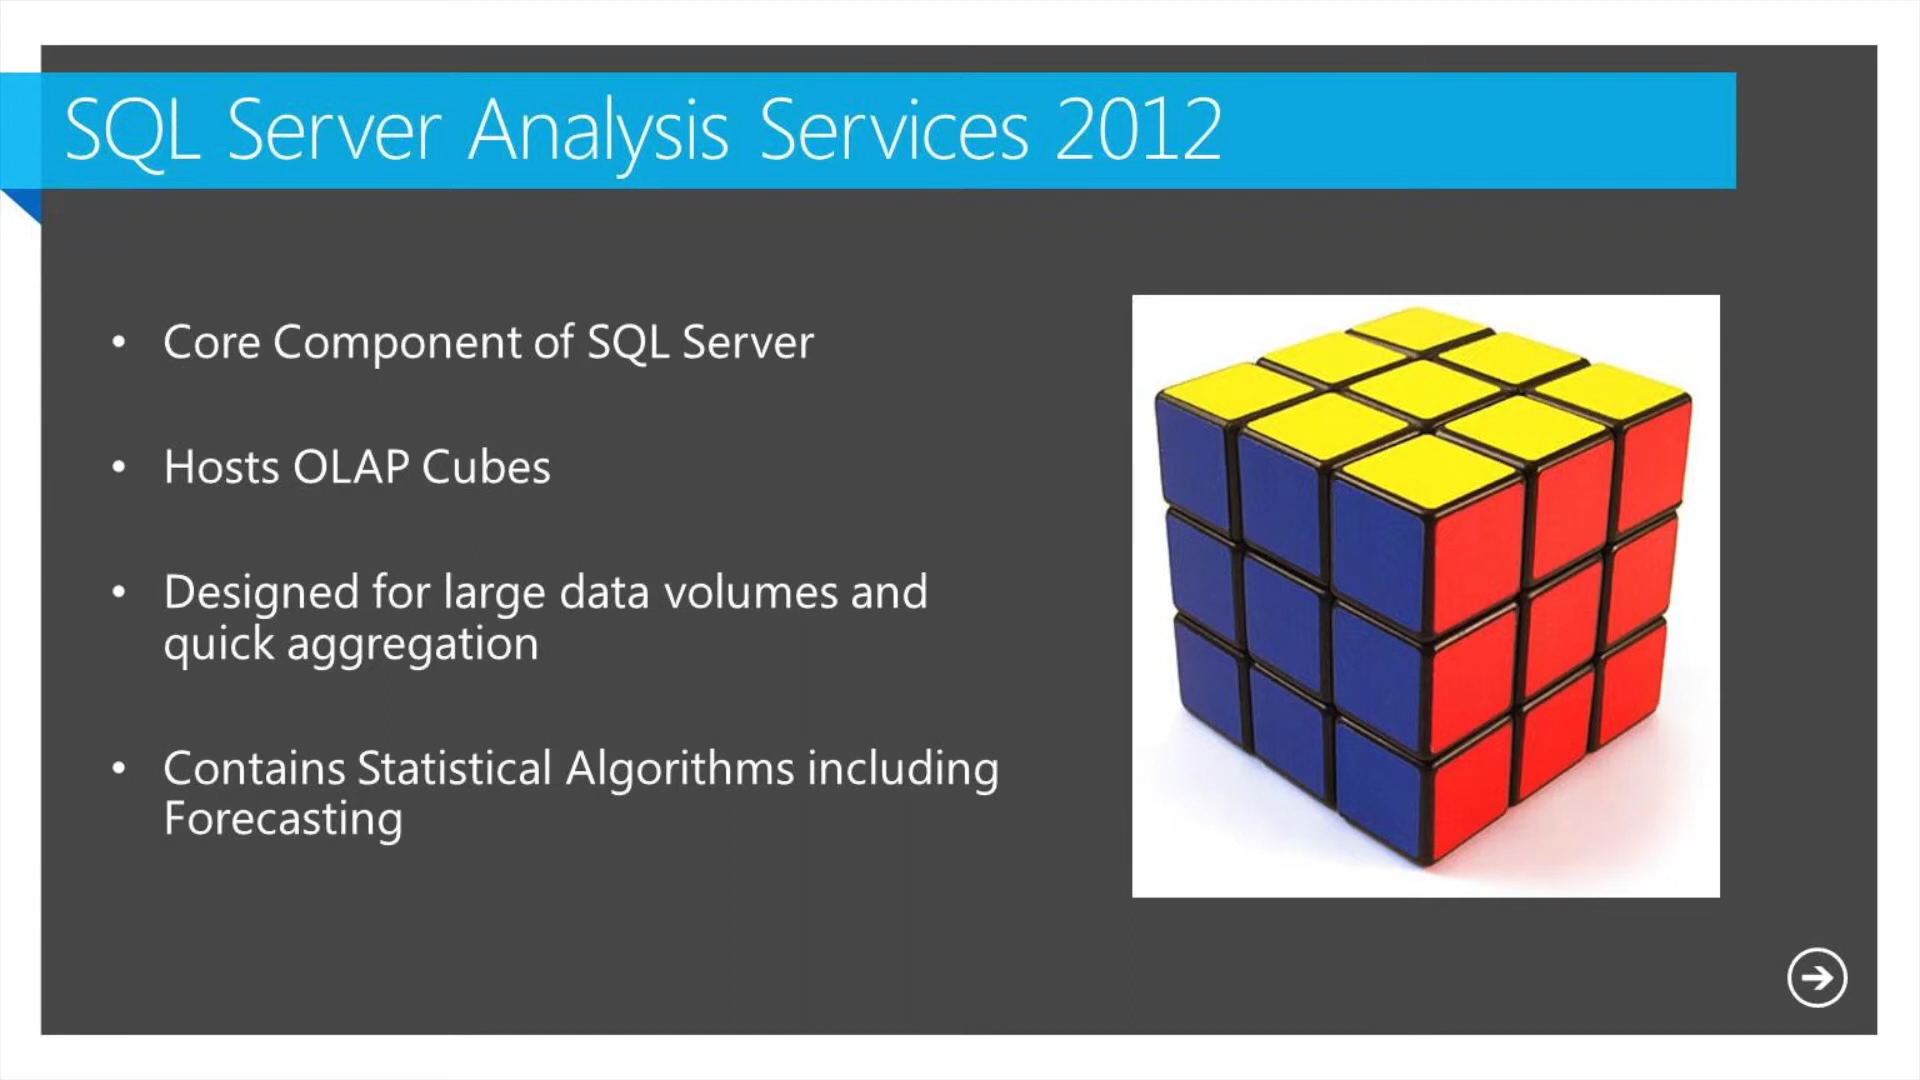 SQL Server Analysis Services 2012
• Core Component of SQL Server
• Hosts OLAP Cubes
• Designed for large data volumes and
quick aggregation
• Contains Statistical Algorithms including
Forecasting